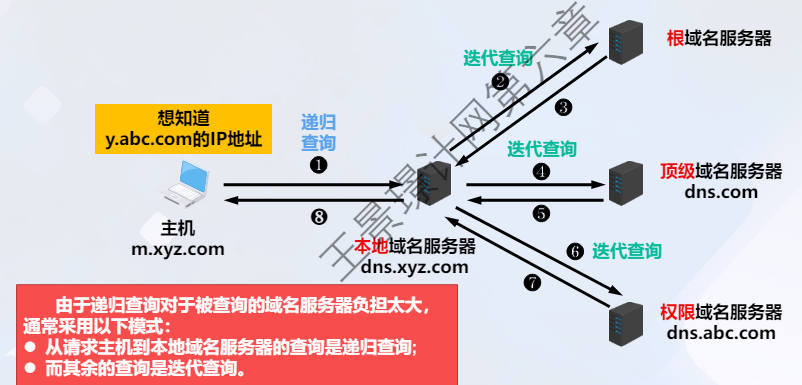 根域名服务器
迭代查询
❷
❸
想知道
y.abc.com的IP地址
递归
查询
❶
迭代查询
❹
顶级域名服务器
dns.com
❺
❽
主机
m.xyz.com
本地域名服务器
dns.xyz.com
❻ 迭代查询
❼
权限域名服务器
dns.abc.com
由于递归查询对于被查询的域名服务器负担太大，
通常采用以下模式：
● 从请求主机到本地域名服务器的查询是递归查询；
● 而其余的查询是迭代查询。
王景璟计网第六章